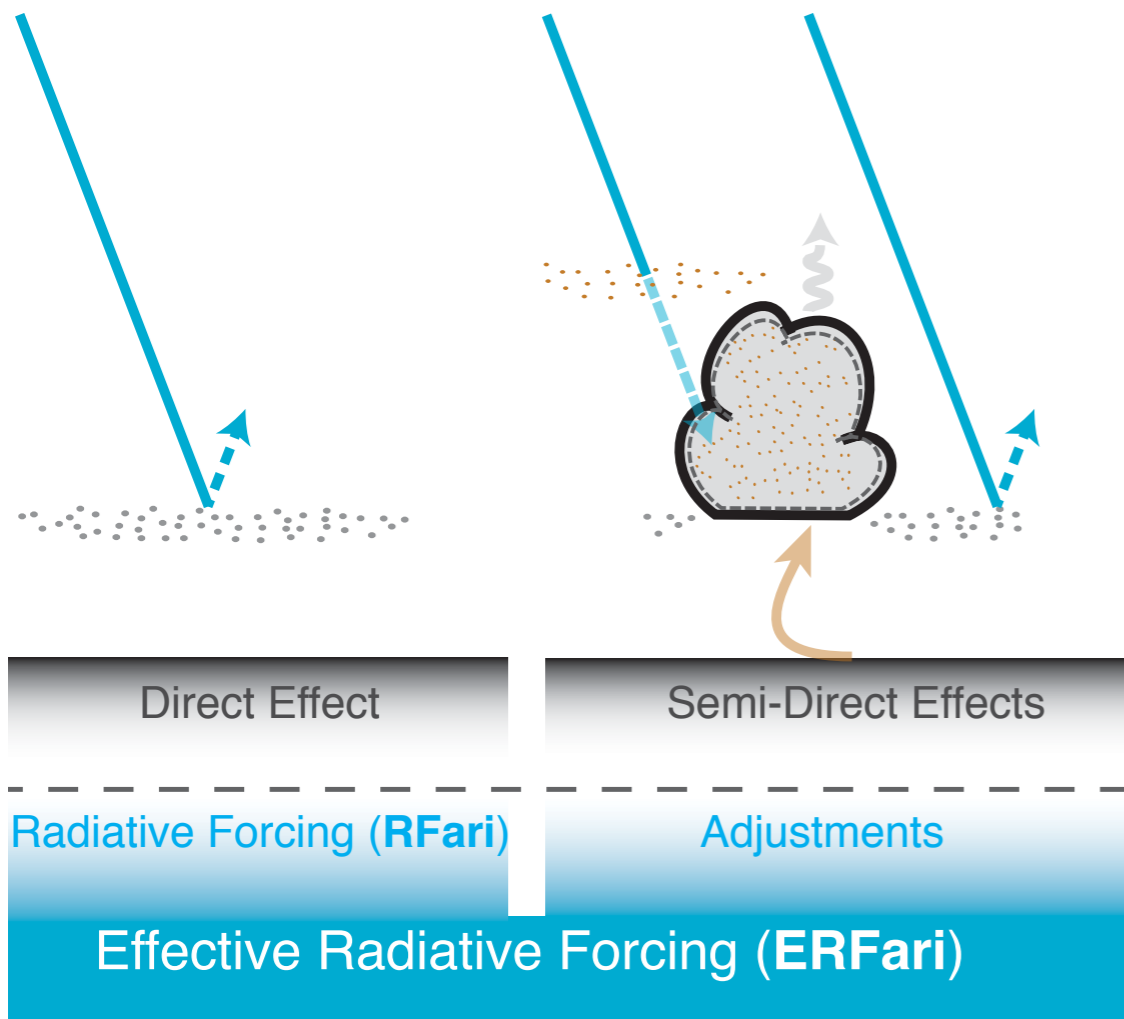 Direct Effect
Semi-Direct Effects
Radiative Forcing (RFari)
Adjustments
Effective Radiative Forcing (ERFari)